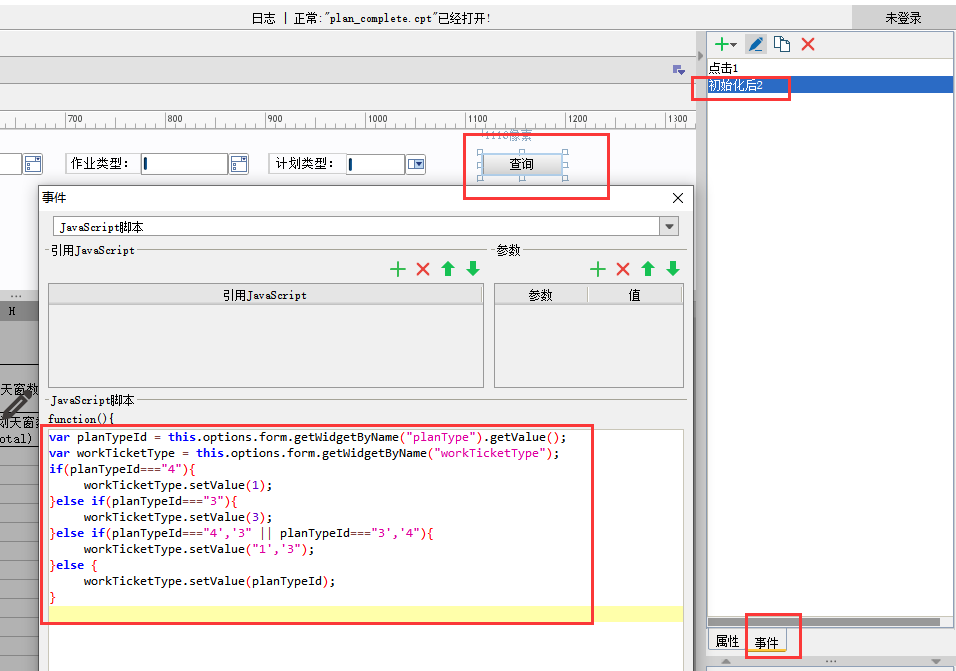 日志 | 正常:"plan_complete.cpt"已经打开!
未登录
点击1
初始化后2
700 800 900 1000 1100 1200 1300
1110像素
作业类型:
计划类型:
查询
事件
JavaScript脚本
引用JavaScript
参数
引用JavaScript
参数 值
H
天窗数
otal)
JavaScript脚本
function(){
var planTypeId = this.options.form.getWidgetByName("planType").getValue();
var workTicketType = this.options.form.getWidgetByName("workTicketType");
if(planTypeId==="4"){
workTicketType.setValue(1);
}else if(planTypeId==="3"){
workTicketType.setValue(3);
}else if(planTypeId==="4','3" || planTypeId==="3','4"){
workTicketType.setValue("1','3");
}else {
workTicketType.setValue(planTypeId);
}
属性 事件